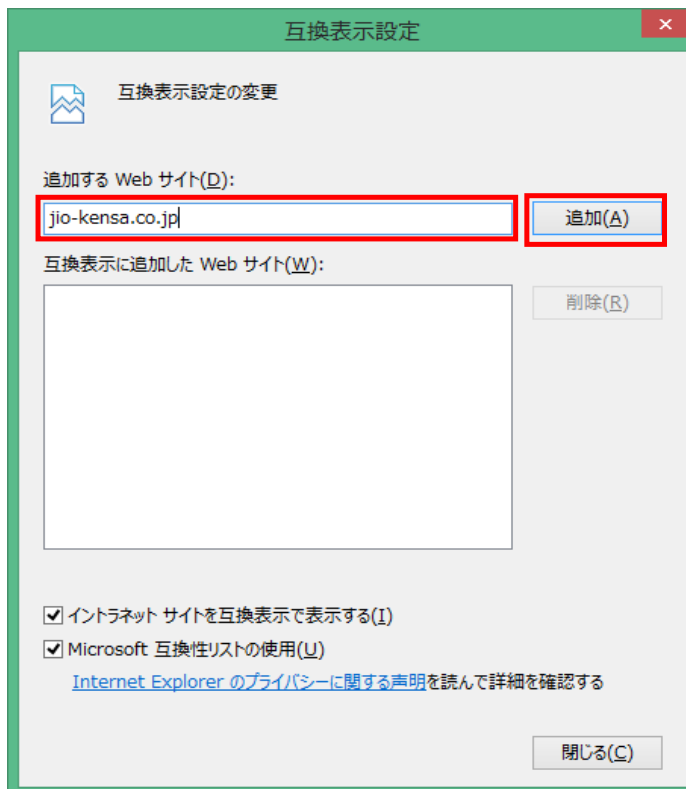 互換表示設定
互換表示設定の変更
追加する Web サイト(D):
jio-kensa.co.jp
追加(A)
互換表示に追加した Web サイト(W):
削除(R)
イントラネット サイトを互換表示で表示する(I)
Microsoft 互換性リストの使用(U)
Internet Explorer のプライバシーに関する声明を読んで詳細を確認する
閉じる(C)